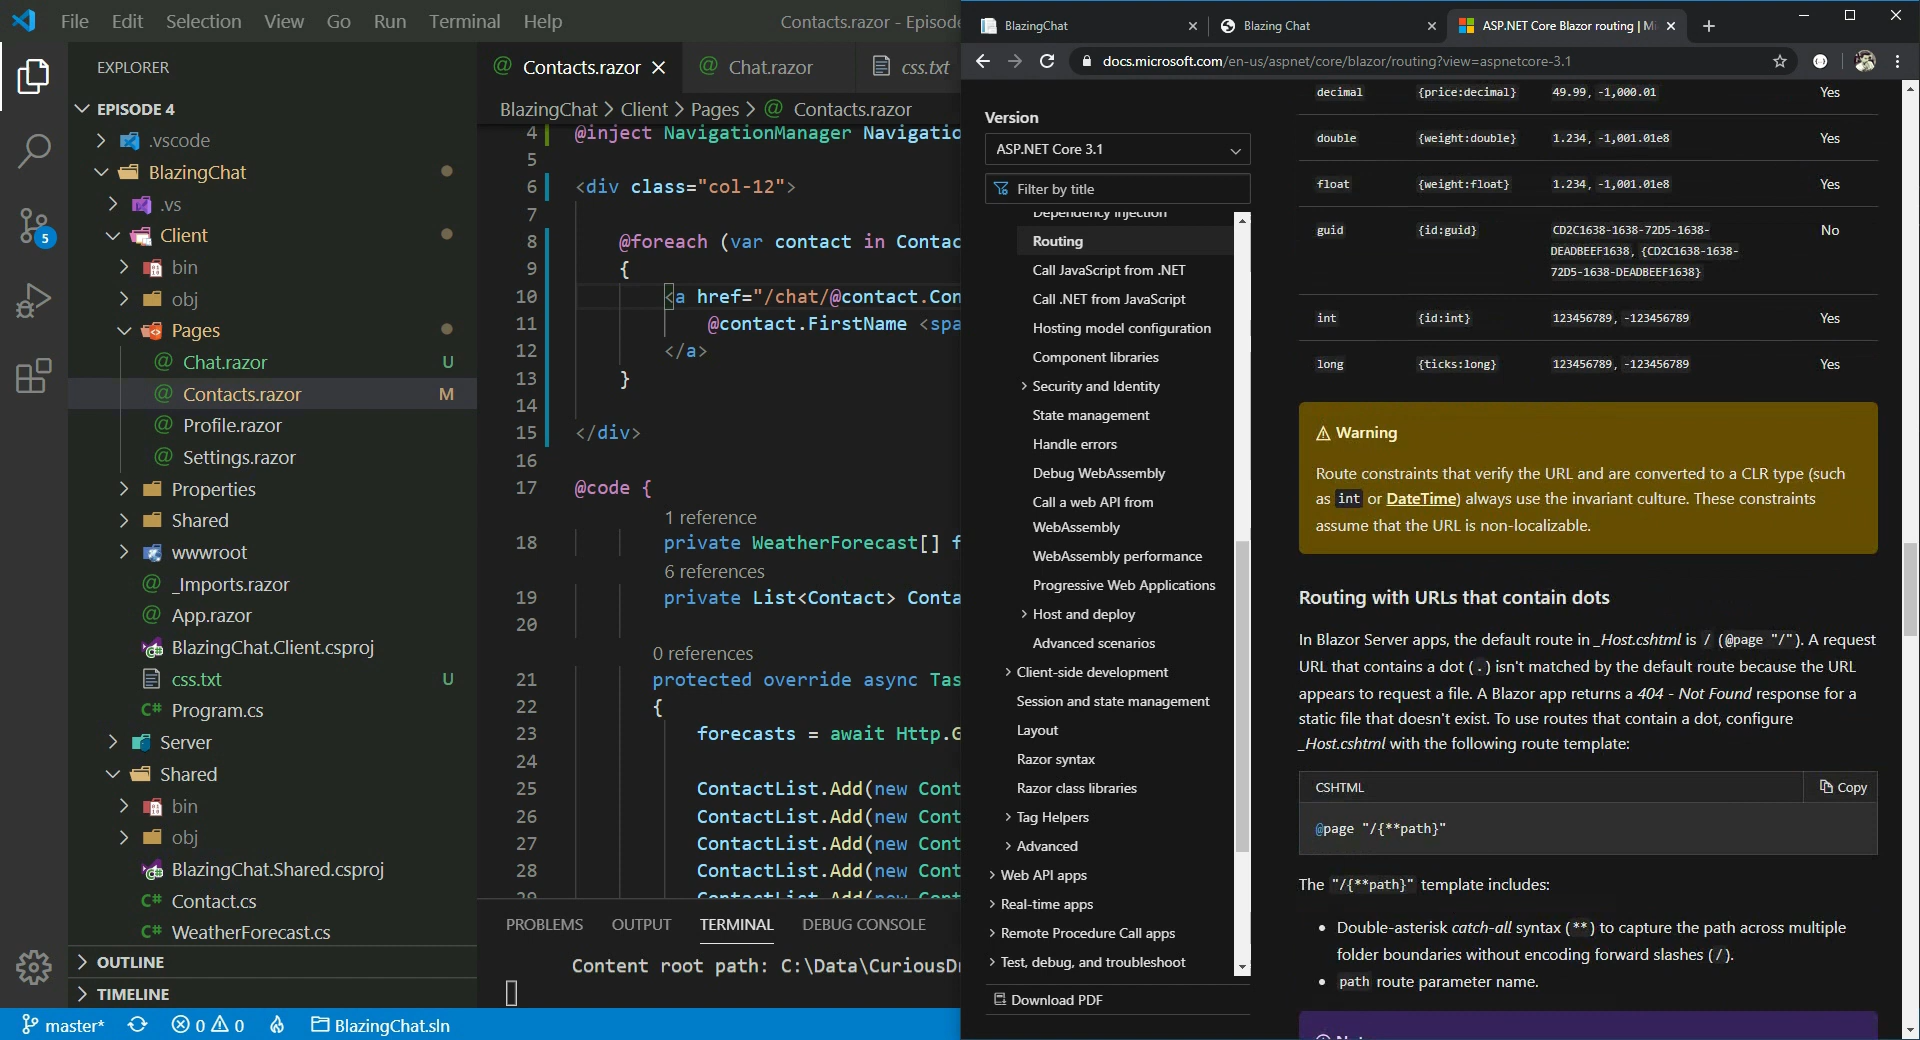 File Edit Selection View Go Run Terminal Help
Contacts.razor - Episode
EXPLORER
EPISODE 4
.vscode
BlazingChat
.vs
Client
bin
obj
Pages
Chat.razor U
Contacts.razor M
Profile.razor
Settings.razor
Properties
Shared
wwwroot
_Imports.razor
App.razor
BlazingChat.Client.csproj
css.txt U
Program.cs
Server
Shared
bin
obj
BlazingChat.Shared.csproj
Contact.cs
WeatherForecast.cs
OUTLINE
TIMELINE
5
Contacts.razor Chat.razor css.txt
BlazingChat > Client > Pages > Contacts.razor
4 @inject NavigationManager Navigatio
5
6 <div class="col-12">
7
8 @foreach (var contact in Contac
9 {
10 <a href="/chat/@contact.Con
11 @contact.FirstName <spa
12 </a>
13 }
14
15 </div>
16
17 @code {
1 reference
18 private WeatherForecast[] f
6 references
19 private List<Contact> Conta
20
0 references
21 protected override async Tas
22 {
23 forecasts = await Http.G
24
25 ContactList.Add(new Cont
26 ContactList.Add(new Cont
27 ContactList.Add(new Cont
28 ContactList.Add(new Cont
29 ContactList.Add(new Cont
PROBLEMS OUTPUT TERMINAL DEBUG CONSOLE
Content root path: C:\Data\CuriousD
master* 0 0 BlazingChat.sln
BlazingChat Blazing Chat ASP.NET Core Blazor routing | Mi
docs.microsoft.com/en-us/aspnet/core/blazor/routing?view=aspnetcore-3.1
Version
ASP.NET Core 3.1
Filter by title
Dependency injection
Routing
Call JavaScript from .NET
Call .NET from JavaScript
Hosting model configuration
Component libraries
Security and Identity
State management
Handle errors
Debug WebAssembly
Call a web API from
WebAssembly
WebAssembly performance
Progressive Web Applications
Host and deploy
Advanced scenarios
Client-side development
Session and state management
Layout
Razor syntax
Razor class libraries
Tag Helpers
Advanced
Web API apps
Real-time apps
Remote Procedure Call apps
Test, debug, and troubleshoot
Download PDF
decimal {price:decimal} 49.99, -1,000.01 Yes
double {weight:double} 1.234, -1,001.01e8 Yes
float {weight:float} 1.234, -1,001.01e8 Yes
guid {id:guid} CD2C1638-1638-72D5-1638- No
DEADBEEF1638, {CD2C1638-1638-
72D5-1638-DEADBEEF1638}
int {id:int} 123456789, -123456789 Yes
long {ticks:long} 123456789, -123456789 Yes
Warning
Route constraints that verify the URL and are converted to a CLR type (such
as int or DateTime) always use the invariant culture. These constraints
assume that the URL is non-localizable.
Routing with URLs that contain dots
In Blazor Server apps, the default route in _Host.cshtml is / (@page "/"). A request
URL that contains a dot (.) isn't matched by the default route because the URL
appears to request a file. A Blazor app returns a 404 - Not Found response for a
static file that doesn't exist. To use routes that contain a dot, configure
_Host.cshtml with the following route template:
CSHTML Copy
@page "/{**path}"
The "/{**path}" template includes:
• Double-asterisk catch-all syntax (**) to capture the path across multiple
folder boundaries without encoding forward slashes (/).
• path route parameter name.